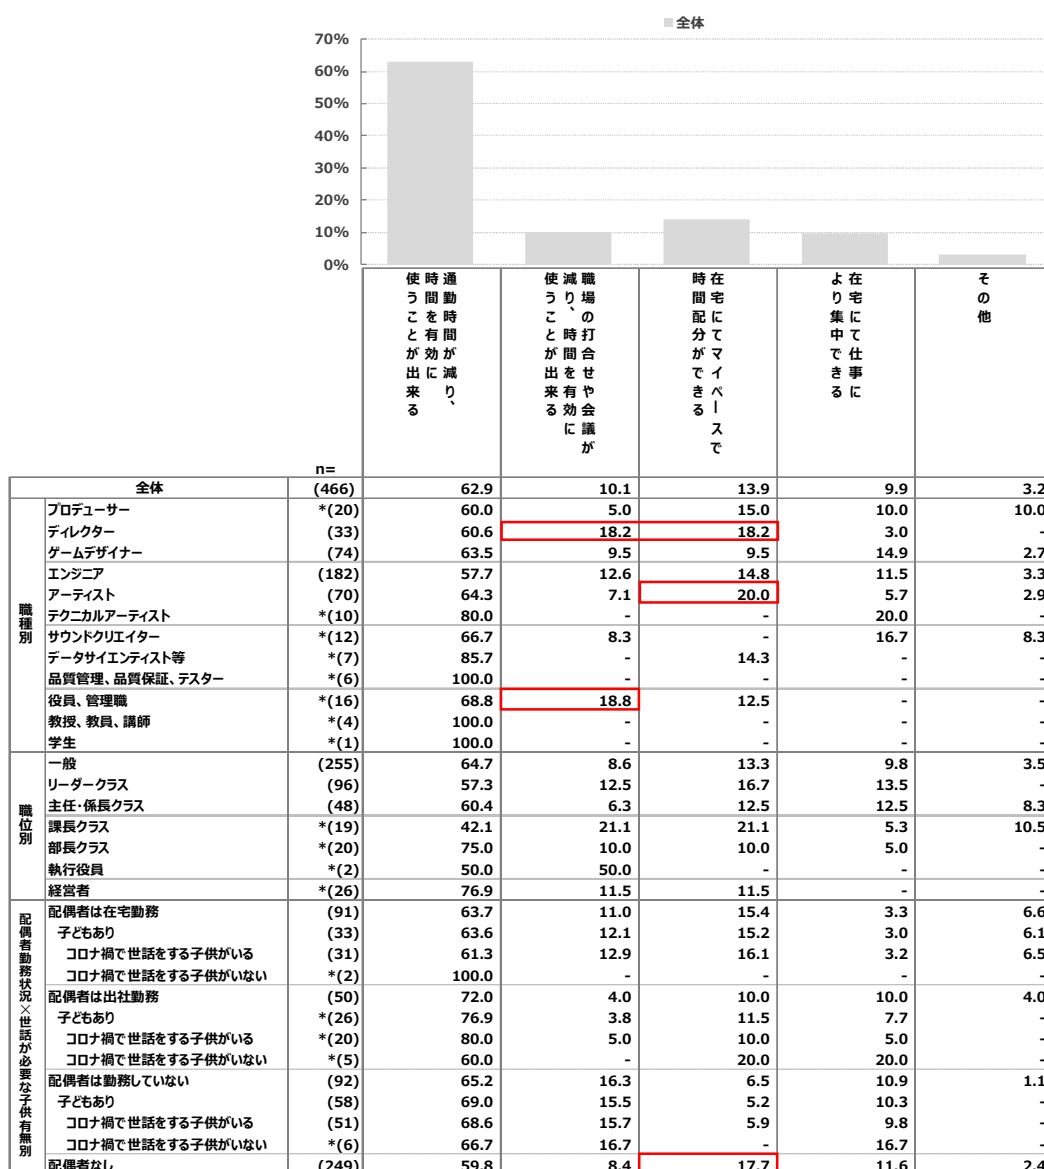 全体
70%
60%
50%
40%
30%
20%
10%
0%
通勤時間が減り、
時間を有効に
使うことが出来る
職場の打合せや会議が
減り、時間を有効に
使うことが出来る
在宅にてマイペースで
時間配分ができる
在宅にて仕事に
より集中できる
その他
n=
全体 (466) 62.9 10.1 13.9 9.9 3.2
職種別
プロデューサー *(20) 60.0 5.0 15.0 10.0 10.0
ディレクター (33) 60.6 18.2 18.2 3.0 -
ゲームデザイナー (74) 63.5 9.5 9.5 14.9 2.7
エンジニア (182) 57.7 12.6 14.8 11.5 3.3
アーティスト (70) 64.3 7.1 20.0 5.7 2.9
テクニカルアーティスト *(10) 80.0 - - 20.0 -
サウンドクリエイター *(12) 66.7 8.3 - 16.7 8.3
データサイエンティスト等 *(7) 85.7 - 14.3 - -
品質管理、品質保証、テスター *(6) 100.0 - - - -
役員、管理職 *(16) 68.8 18.8 12.5 - -
教授、教員、講師 *(4) 100.0 - - - -
学生 *(1) 100.0 - - - -
職位別
一般 (255) 64.7 8.6 13.3 9.8 3.5
リーダークラス (96) 57.3 12.5 16.7 13.5 -
主任・係長クラス (48) 60.4 6.3 12.5 12.5 8.3
課長クラス *(19) 42.1 21.1 21.1 5.3 10.5
部長クラス *(20) 75.0 10.0 10.0 5.0 -
執行役員 *(2) 50.0 50.0 - - -
経営者 *(26) 76.9 11.5 11.5 - -
配偶者勤務状況×世話が必要な子供有無別
配偶者は在宅勤務 (91) 63.7 11.0 15.4 3.3 6.6
子どもあり (33) 63.6 12.1 15.2 3.0 6.1
コロナ禍で世話をする子供がいる (31) 61.3 12.9 16.1 3.2 6.5
コロナ禍で世話をする子供がいない *(2) 100.0 - - - -
配偶者は出社勤務 (50) 72.0 4.0 10.0 10.0 4.0
子どもあり *(26) 76.9 3.8 11.5 7.7 -
コロナ禍で世話をする子供がいる *(20) 80.0 5.0 10.0 5.0 -
コロナ禍で世話をする子供がいない *(5) 60.0 - 20.0 20.0 -
配偶者は勤務していない (92) 65.2 16.3 6.5 10.9 1.1
子どもあり (58) 69.0 15.5 5.2 10.3 -
コロナ禍で世話をする子供がいる (51) 68.6 15.7 5.9 9.8 -
コロナ禍で世話をする子供がいない *(6) 66.7 16.7 - 16.7 -
配偶者なし (249) 59.8 8.4 17.7 11.6 2.4